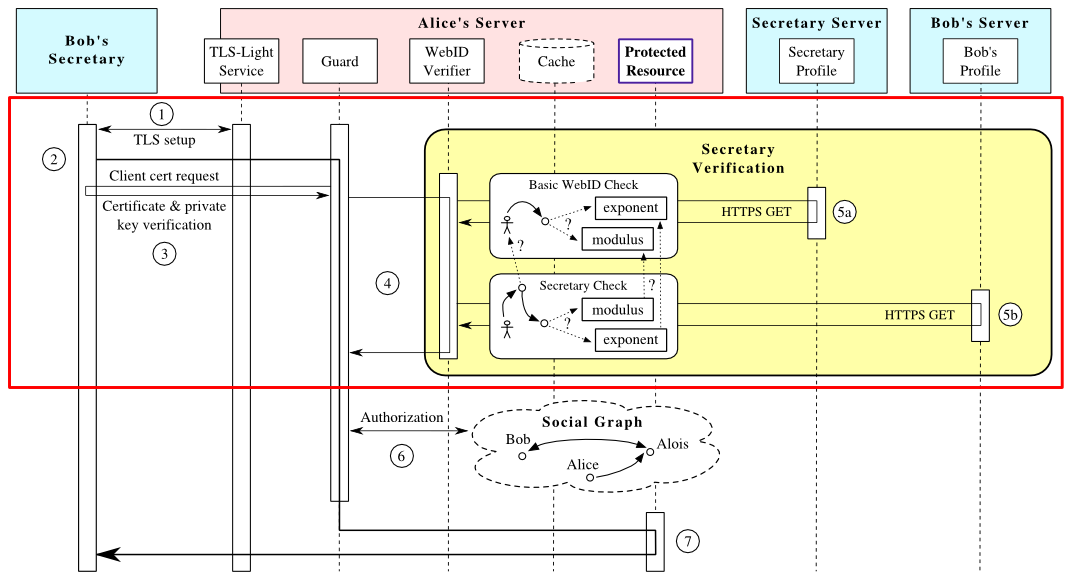 Bob's
Secretary
Alice's Server
TLS-Light
Service
Guard
WebID
Verifier
Cache
Protected
Resource
Secretary Server
Secretary
Profile
Bob's Server
Bob's
Profile
1
TLS setup
2
Client cert request
Certificate & private
key verification
3
4
Secretary
Verification
Basic WebID Check
exponent
?
modulus
?
HTTPS GET
5a
Secretary Check
?
modulus
?
exponent
HTTPS GET
5b
Authorization
6
Social Graph
Bob
Alois
Alice
7